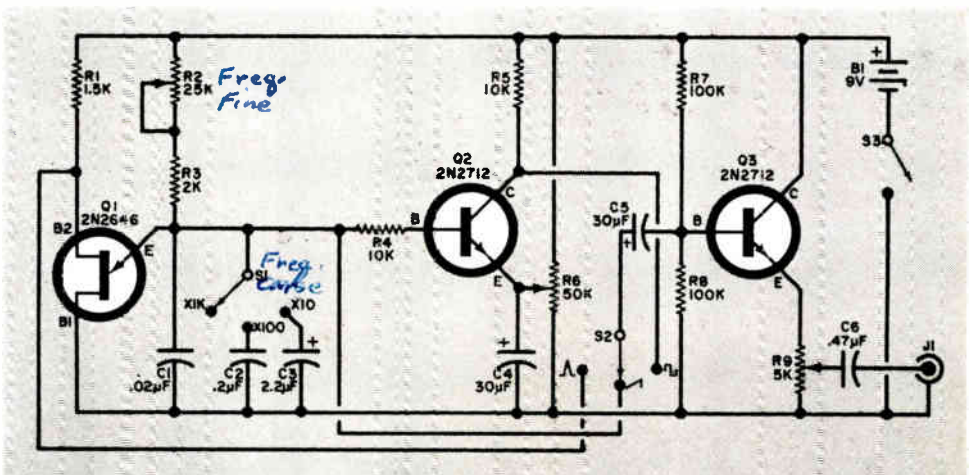 R1
1.5K
R2
25K
Freq.
Fine
R3
2K
Q1
2N2646
B2
E
B1
S1
Freq.
X1K
X100
X10
C1
.02µF
C2
.2µF
C3
2.2µF
R4
10K
Q2
2N2712
B
C
E
R5
10K
C4
30µF
R6
50K
C5
30µF
S2
R7
100K
R8
100K
Q3
2N2712
B
C
E
R9
5K
C6
.47µF
J1
B1
9V
S3